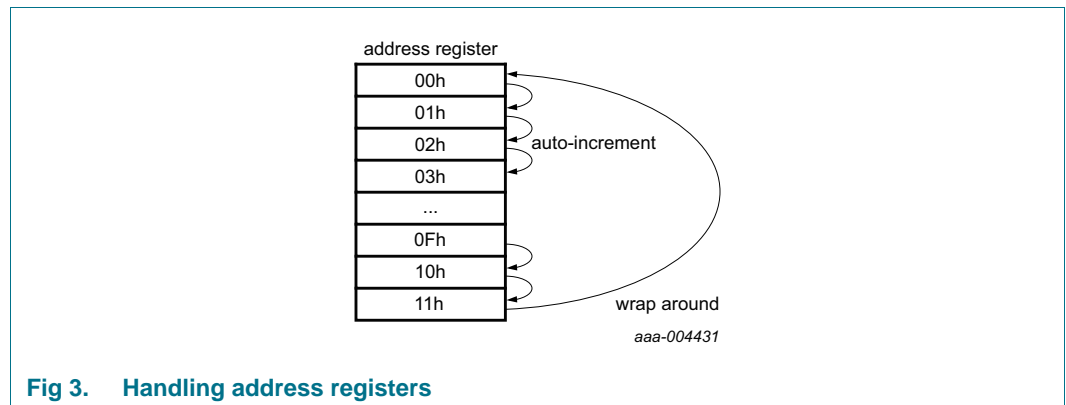 address register
00h
01h
02h
auto-increment
03h
...
0Fh
10h
11h
wrap around
aaa-004431
Fig 3. Handling address registers